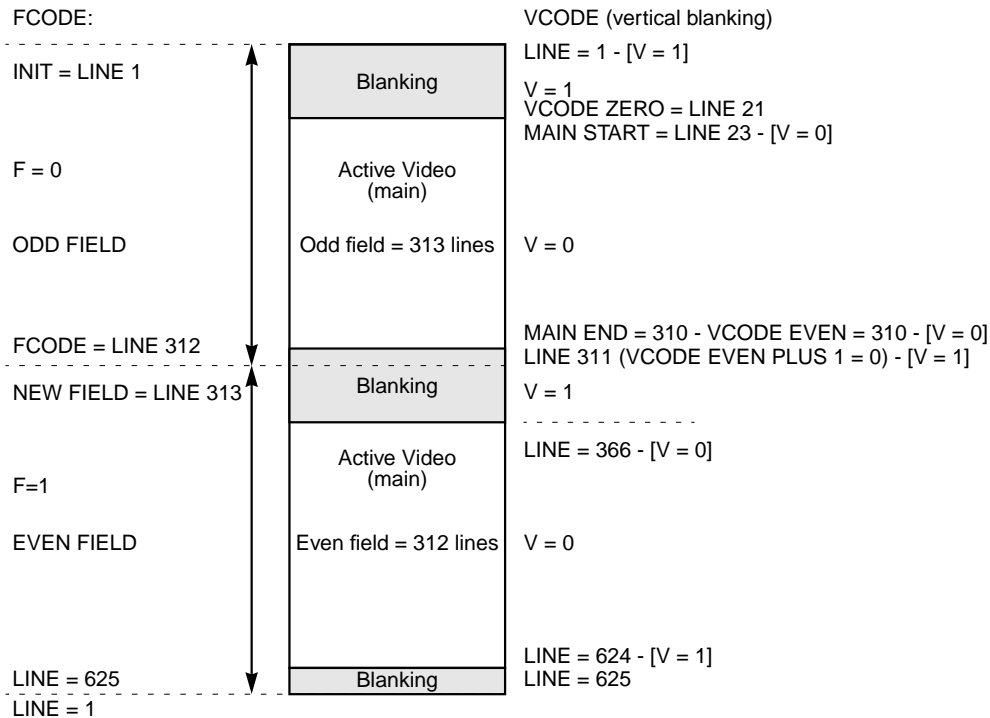 FCODE:
VCODE (vertical blanking)
LINE = 1 - [V = 1]
INIT = LINE 1
Blanking
V = 1
VCODE ZERO = LINE 21
MAIN START = LINE 23 - [V = 0]
F = 0
Active Video
(main)
ODD FIELD
Odd field = 313 lines
V = 0
MAIN END = 310 - VCODE EVEN = 310 - [V = 0]
FCODE = LINE 312
LINE 311 (VCODE EVEN PLUS 1 = 0) - [V = 1]
NEW FIELD = LINE 313
Blanking
V = 1
LINE = 366 - [V = 0]
Active Video
(main)
F=1
EVEN FIELD
Even field = 312 lines
V = 0
LINE = 624 - [V = 1]
LINE = 625
Blanking
LINE = 625
LINE = 1